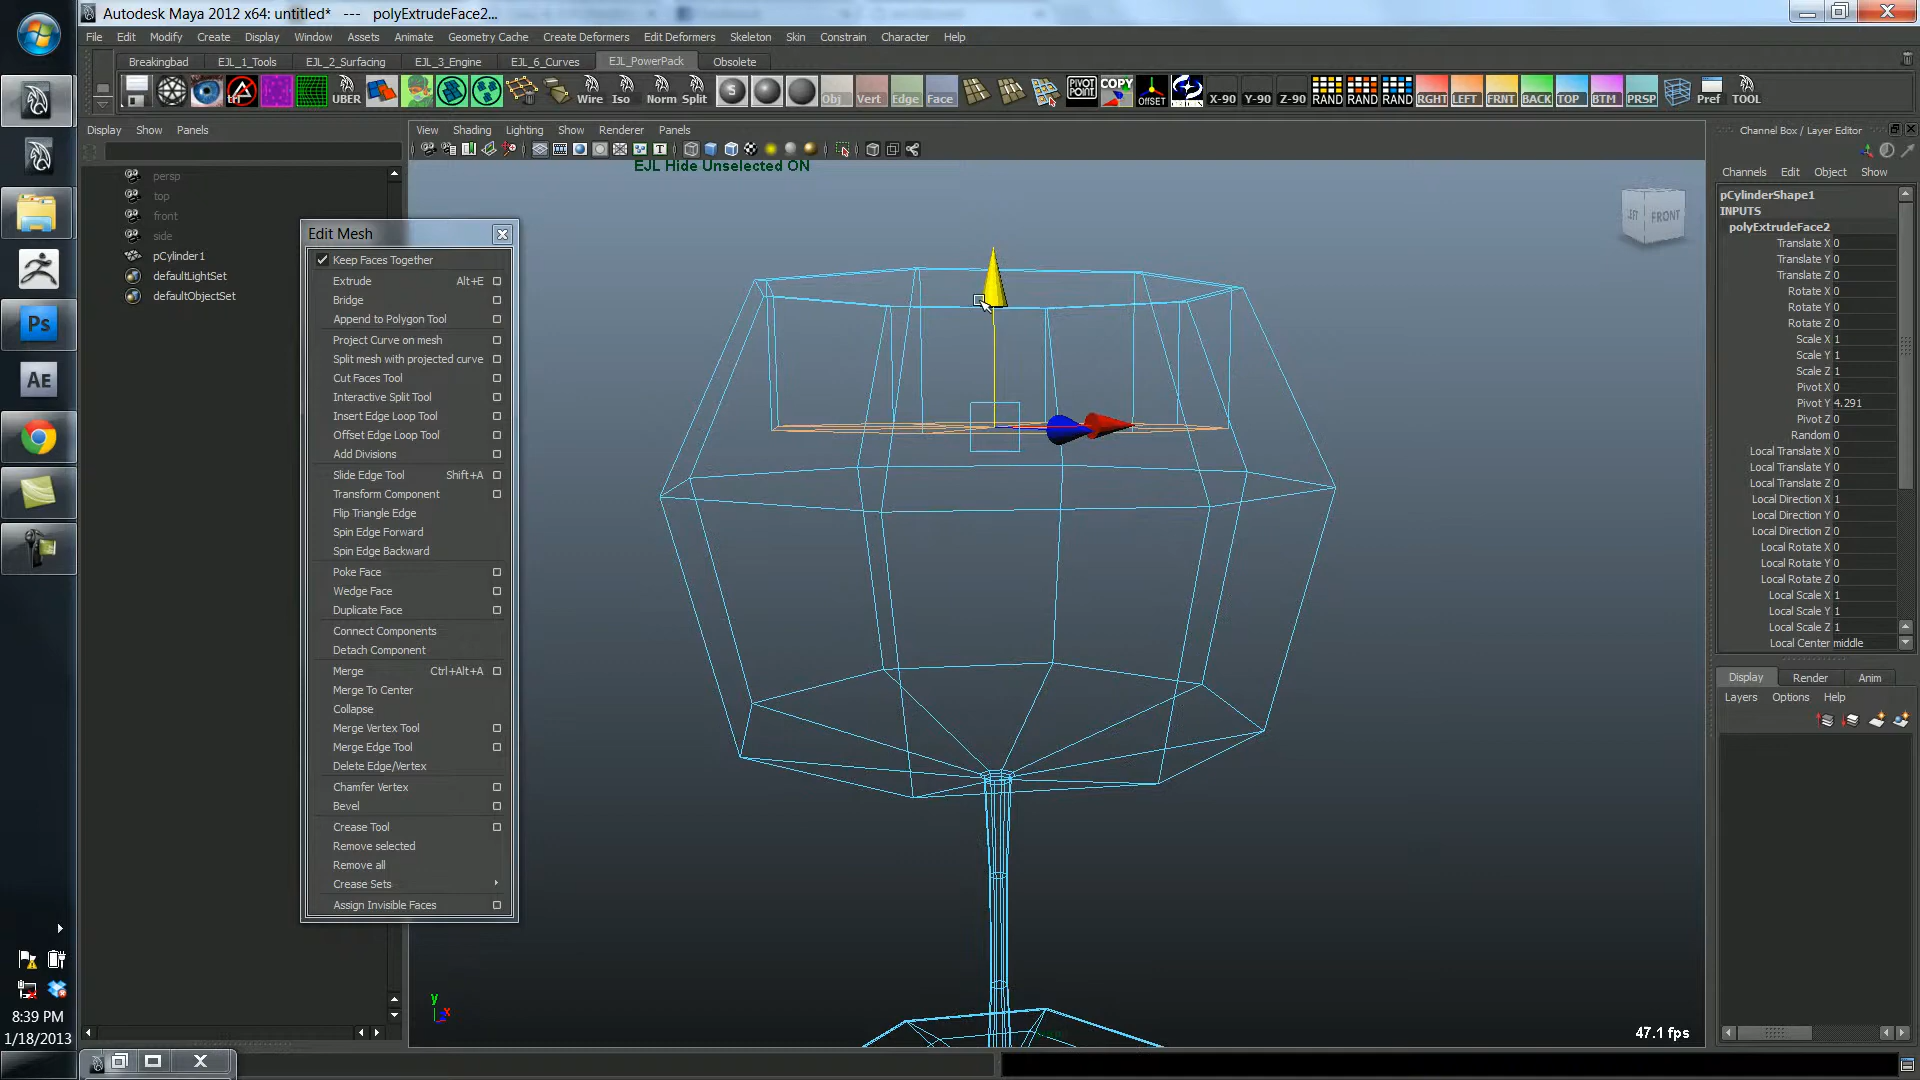 Autodesk Maya 2012 x64: untitled* --- polyExtrudeFace2...
File Edit Modify Create Display Window Assets Animate Geometry Cache Create Deformers Edit Deformers Skeleton Skin Constrain Character Help
Breakingbad EJL_1_Tools EJL_2_Surfacing EJL_3_Engine EJL_6_Curves EJL_PowerPack Obsolete
tri UBER Wire Iso Norm Split S Obj Vert Edge Face PIVOT POINT COPY OFFSET X-90 Y-90 Z-90 RAND RAND RAND RGHT LEFT FRNT BACK TOP BTM PRSP Pref TOOL
Display Show Panels
View Shading Lighting Show Renderer Panels
EJL Hide Unselected ON
persp
top
front
side
pCylinder1
defaultLightSet
defaultObjectSet
Edit Mesh
Keep Faces Together
Extrude Alt+E
Bridge
Append to Polygon Tool
Project Curve on mesh
Split mesh with projected curve
Cut Faces Tool
Interactive Split Tool
Insert Edge Loop Tool
Offset Edge Loop Tool
Add Divisions
Slide Edge Tool Shift+A
Transform Component
Flip Triangle Edge
Spin Edge Forward
Spin Edge Backward
Poke Face
Wedge Face
Duplicate Face
Connect Components
Detach Component
Merge Ctrl+Alt+A
Merge To Center
Collapse
Merge Vertex Tool
Merge Edge Tool
Delete Edge/Vertex
Chamfer Vertex
Bevel
Crease Tool
Remove selected
Remove all
Crease Sets
Assign Invisible Faces
LEFT FRONT
y
x
47.1 fps
Channel Box / Layer Editor
Channels Edit Object Show
pCylinderShape1
INPUTS
polyExtrudeFace2
Translate X 0
Translate Y 0
Translate Z 0
Rotate X 0
Rotate Y 0
Rotate Z 0
Scale X 1
Scale Y 1
Scale Z 1
Pivot X 0
Pivot Y 4.291
Pivot Z 0
Random 0
Local Translate X 0
Local Translate Y 0
Local Translate Z 0
Local Direction X 1
Local Direction Y 0
Local Direction Z 0
Local Rotate X 0
Local Rotate Y 0
Local Rotate Z 0
Local Scale X 1
Local Scale Y 1
Local Scale Z 1
Local Center middle
Display Render Anim
Layers Options Help
Ps
AE
8:39 PM
1/18/2013